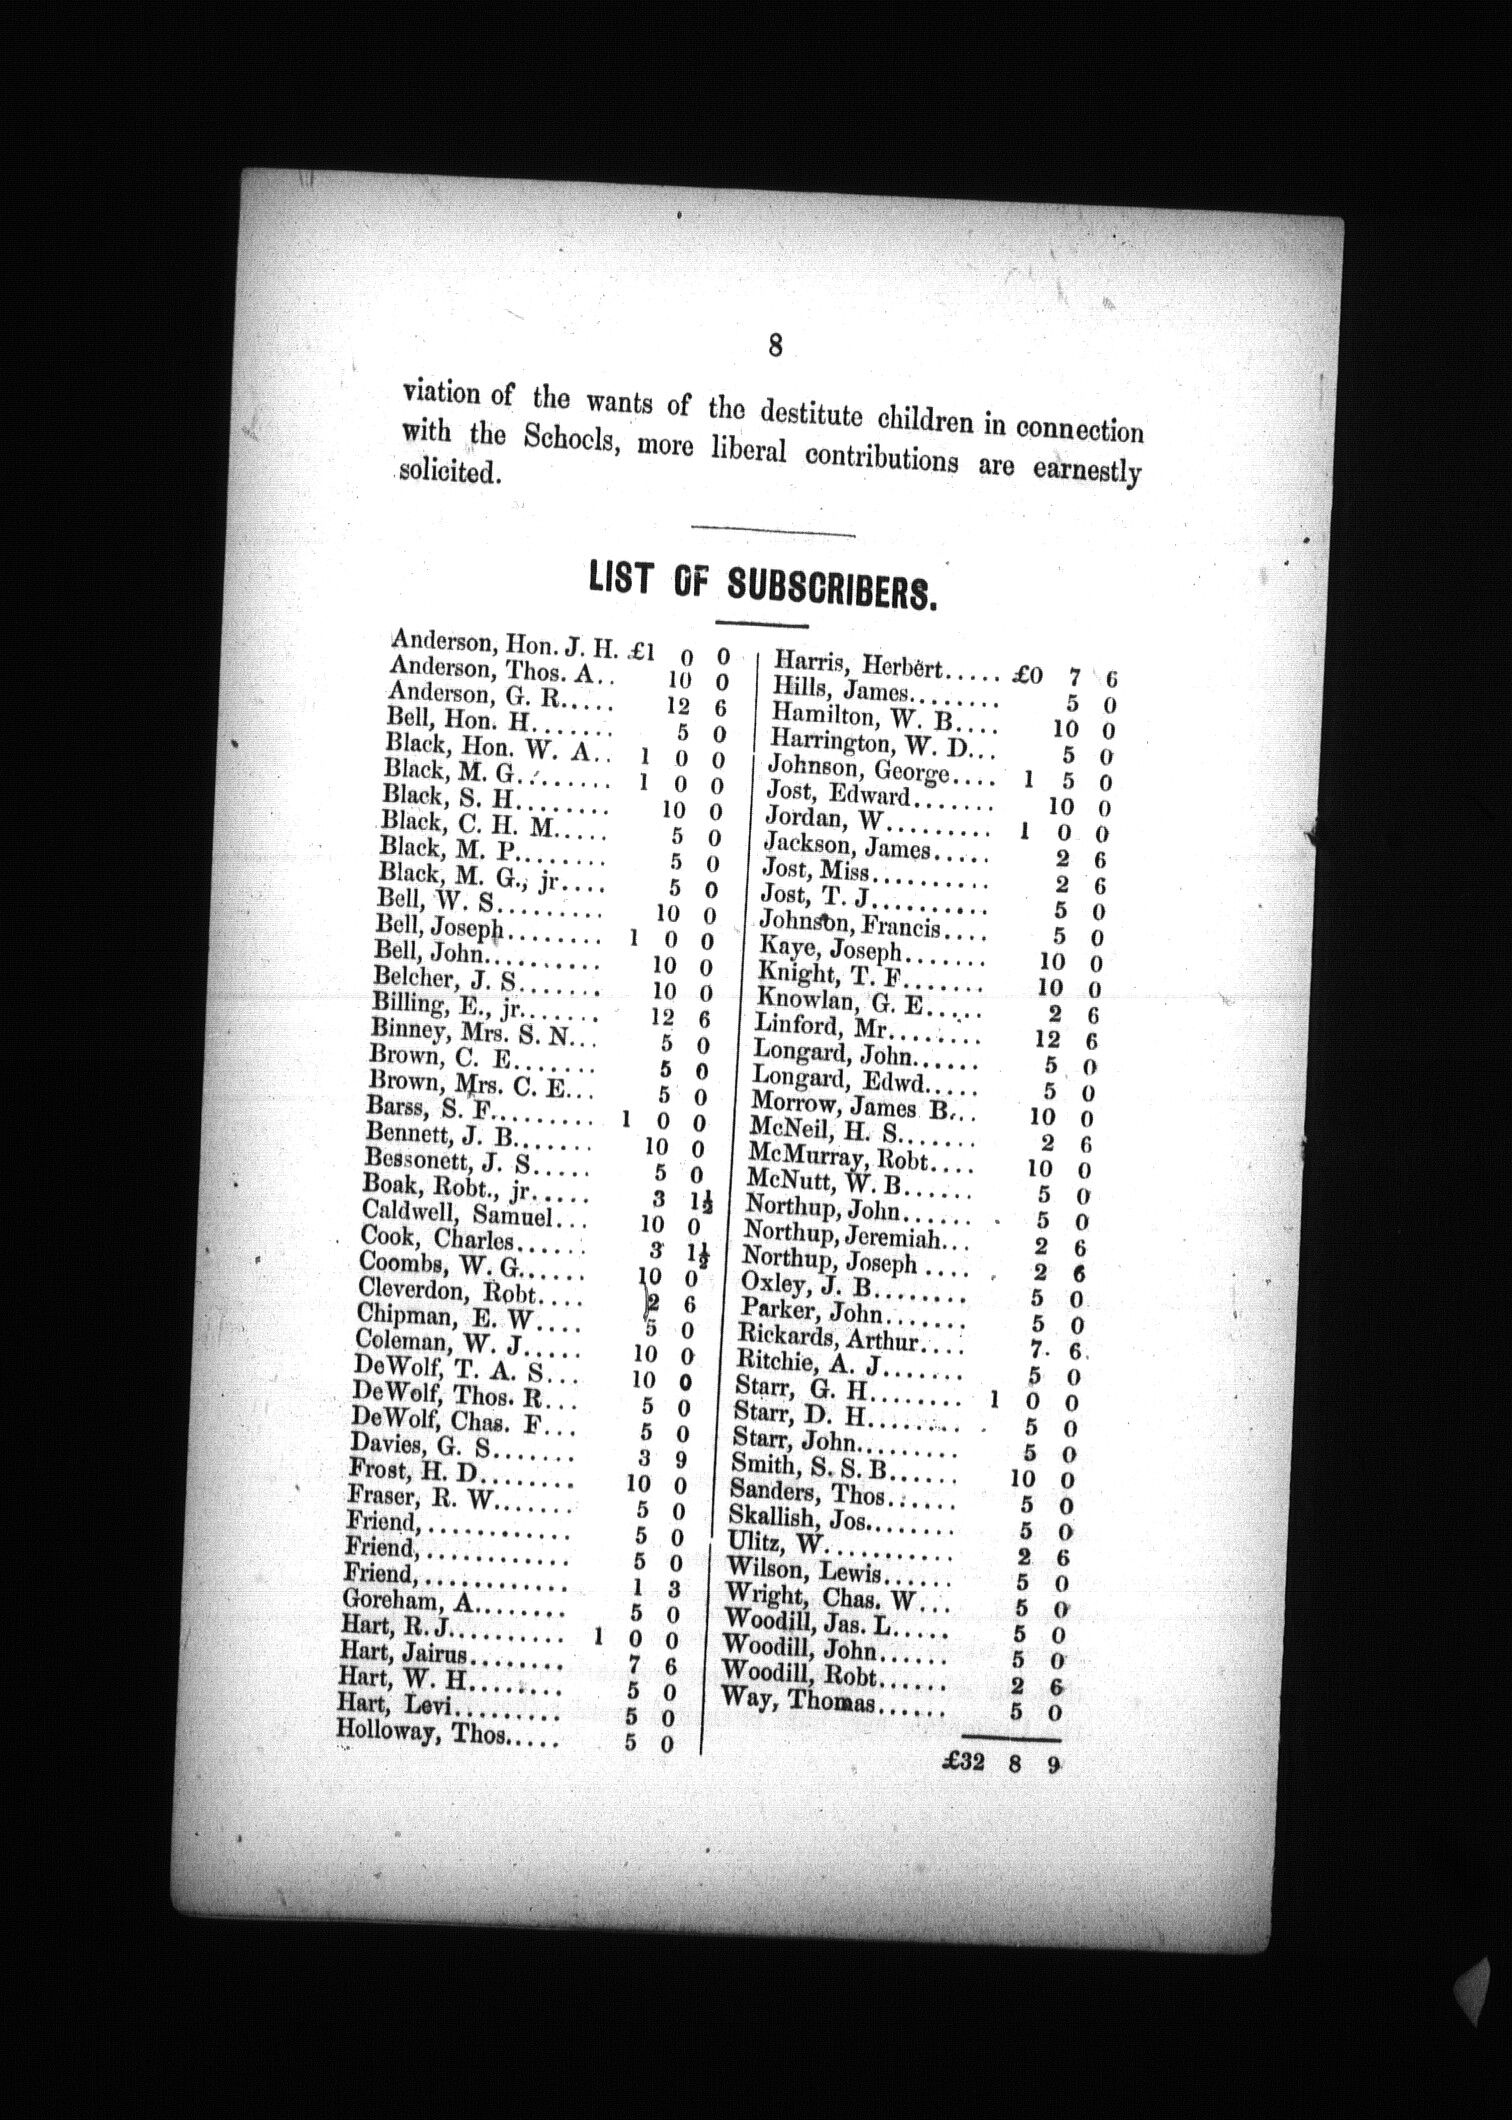 8
viation of the wants of the destitute children in connection
with the Schools, more liberal contributions are earnestly
solicited.
LIST OF SUBSCRIBERS.
Anderson, Hon. J. H. £1 0 0
Anderson, Thos. A.. 10 0
Anderson, G. R..... 12 6
Bell, Hon. H....... 5 0
Black, Hon. W. A.. 1 0 0
Black, M. G........ 1 0 0
Black, S. H........ 10 0
Black, C. H. M..... 5 0
Black, M. P........ 5 0
Black, M. G., jr.... 5 0
Bell, W. S......... 10 0
Bell, Joseph........ 1 0 0
Bell, John.......... 10 0
Belcher, J. S....... 10 0
Billing, E., jr....... 12 6
Binney, Mrs. S. N... 5 0
Brown, C. E....... 5 0
Brown, Mrs. C. E... 5 0
Barss, S. F......... 1 0 0
Bennett, J. B....... 10 0
Bessonett, J. S..... 5 0
Boak, Robt., jr..... 3 1½
Caldwell, Samuel... 10 0
Cook, Charles...... 3 1½
Coombs, W. G...... 10 0
Cleverdon, Robt.... 2 6
Chipman, E. W.... 5 0
Coleman, W. J..... 10 0
DeWolf, T. A. S... 10 0
DeWolf, Thos. R... 5 0
DeWolf, Chas. F... 5 0
Davies, G. S....... 3 9
Frost, H. D........ 10 0
Fraser, R. W....... 5 0
Friend,............ 5 0
Friend,............ 5 0
Friend,............ 1 3
Goreham, A........ 5 0
Hart, R. J.......... 1 0 0
Hart, Jairus........ 7 6
Hart, W. H........ 5 0
Hart, Levi......... 5 0
Holloway, Thos..... 5 0
Harris, Herbert..... £0 7 6
Hills, James........ 5 0
Hamilton, W. B.... 10 0
Harrington, W. D... 5 0
Johnson, George.... 1 5 0
Jost, Edward....... 10 0
Jordan, W......... 1 0 0
Jackson, James..... 2 6
Jost, Miss.......... 2 6
Jost, T. J.......... 5 0
Johnson, Francis.... 5 0
Kaye, Joseph....... 10 0
Knight, T. F....... 10 0
Knowlan, G. E..... 2 6
Linford, Mr........ 12 6
Longard, John...... 5 0
Longard, Edwd..... 5 0
Morrow, James B... 10 0
McNeil, H. S....... 2 6
McMurray, Robt.... 10 0
McNutt, W. B...... 5 0
Northup, John...... 5 0
Northup, Jeremiah... 2 6
Northup, Joseph .... 2 6
Oxley, J. B........ 5 0
Parker, John....... 5 0
Rickards, Arthur.... 7 6
Ritchie, A. J....... 5 0
Starr, G. H........ 1 0 0
Starr, D. H........ 5 0
Starr, John......... 5 0
Smith, S. S. B...... 10 0
Sanders, Thos...... 5 0
Skallish, Jos........ 5 0
Ulitz, W........... 2 6
Wilson, Lewis...... 5 0
Wright, Chas. W... 5 0
Woodill, Jas. L..... 5 0
Woodill, John...... 5 0
Woodill, Robt...... 2 6
Way, Thomas...... 5 0
£32 8 9